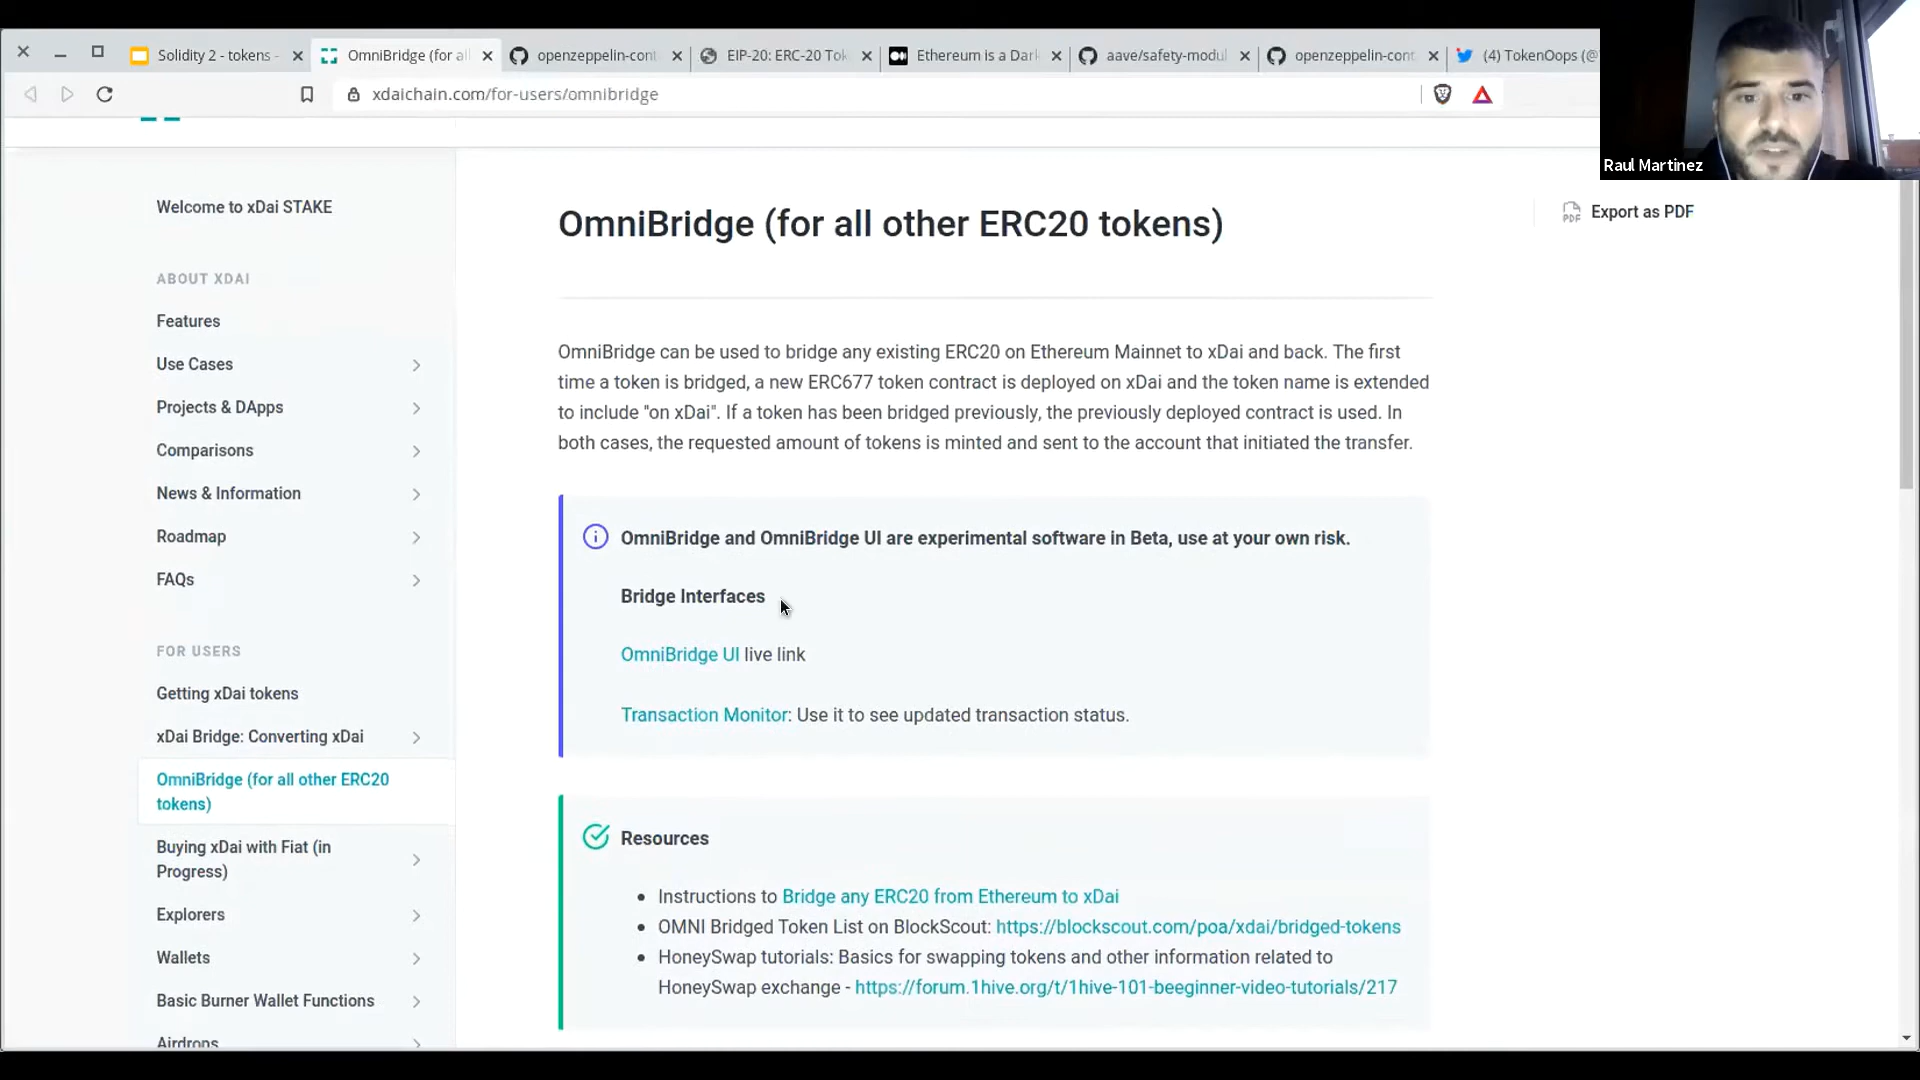 Solidity 2 - tokens -
OmniBridge (for al
openzeppelin-cont
EIP-20: ERC-20 Tok
Ethereum is a Dark
aave/safety-modul
openzeppelin-cont
(4) TokenOops (@
xdaichain.com/for-users/omnibridge
Raul Martinez
Welcome to xDai STAKE
ABOUT XDAI
Features
Use Cases
Projects & DApps
Comparisons
News & Information
Roadmap
FAQs
FOR USERS
Getting xDai tokens
xDai Bridge: Converting xDai
OmniBridge (for all other ERC20
tokens)
Buying xDai with Fiat (in
Progress)
Explorers
Wallets
Basic Burner Wallet Functions
Airdrops
OmniBridge (for all other ERC20 tokens)
PDF
Export as PDF
OmniBridge can be used to bridge any existing ERC20 on Ethereum Mainnet to xDai and back. The first
time a token is bridged, a new ERC677 token contract is deployed on xDai and the token name is extended
to include "on xDai". If a token has been bridged previously, the previously deployed contract is used. In
both cases, the requested amount of tokens is minted and sent to the account that initiated the transfer.
OmniBridge and OmniBridge UI are experimental software in Beta, use at your own risk.
Bridge Interfaces
OmniBridge UI live link
Transaction Monitor: Use it to see updated transaction status.
Resources
• Instructions to Bridge any ERC20 from Ethereum to xDai
• OMNI Bridged Token List on BlockScout: https://blockscout.com/poa/xdai/bridged-tokens
• HoneySwap tutorials: Basics for swapping tokens and other information related to
HoneySwap exchange - https://forum.1hive.org/t/1hive-101-beeginner-video-tutorials/217